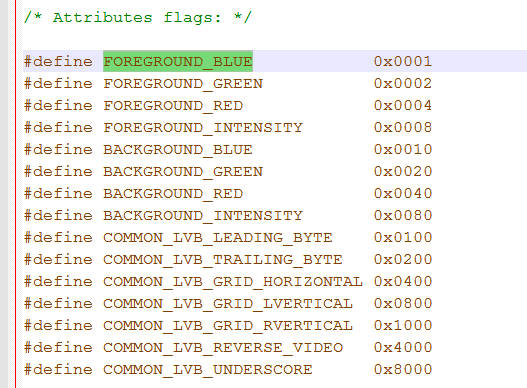 /* Attributes flags: */
#define FOREGROUND_BLUE 0x0001
#define FOREGROUND_GREEN 0x0002
#define FOREGROUND_RED 0x0004
#define FOREGROUND_INTENSITY 0x0008
#define BACKGROUND_BLUE 0x0010
#define BACKGROUND_GREEN 0x0020
#define BACKGROUND_RED 0x0040
#define BACKGROUND_INTENSITY 0x0080
#define COMMON_LVB_LEADING_BYTE 0x0100
#define COMMON_LVB_TRAILING_BYTE 0x0200
#define COMMON_LVB_GRID_HORIZONTAL 0x0400
#define COMMON_LVB_GRID_LVERTICAL 0x0800
#define COMMON_LVB_GRID_RVERTICAL 0x1000
#define COMMON_LVB_REVERSE_VIDEO 0x4000
#define COMMON_LVB_UNDERSCORE 0x8000